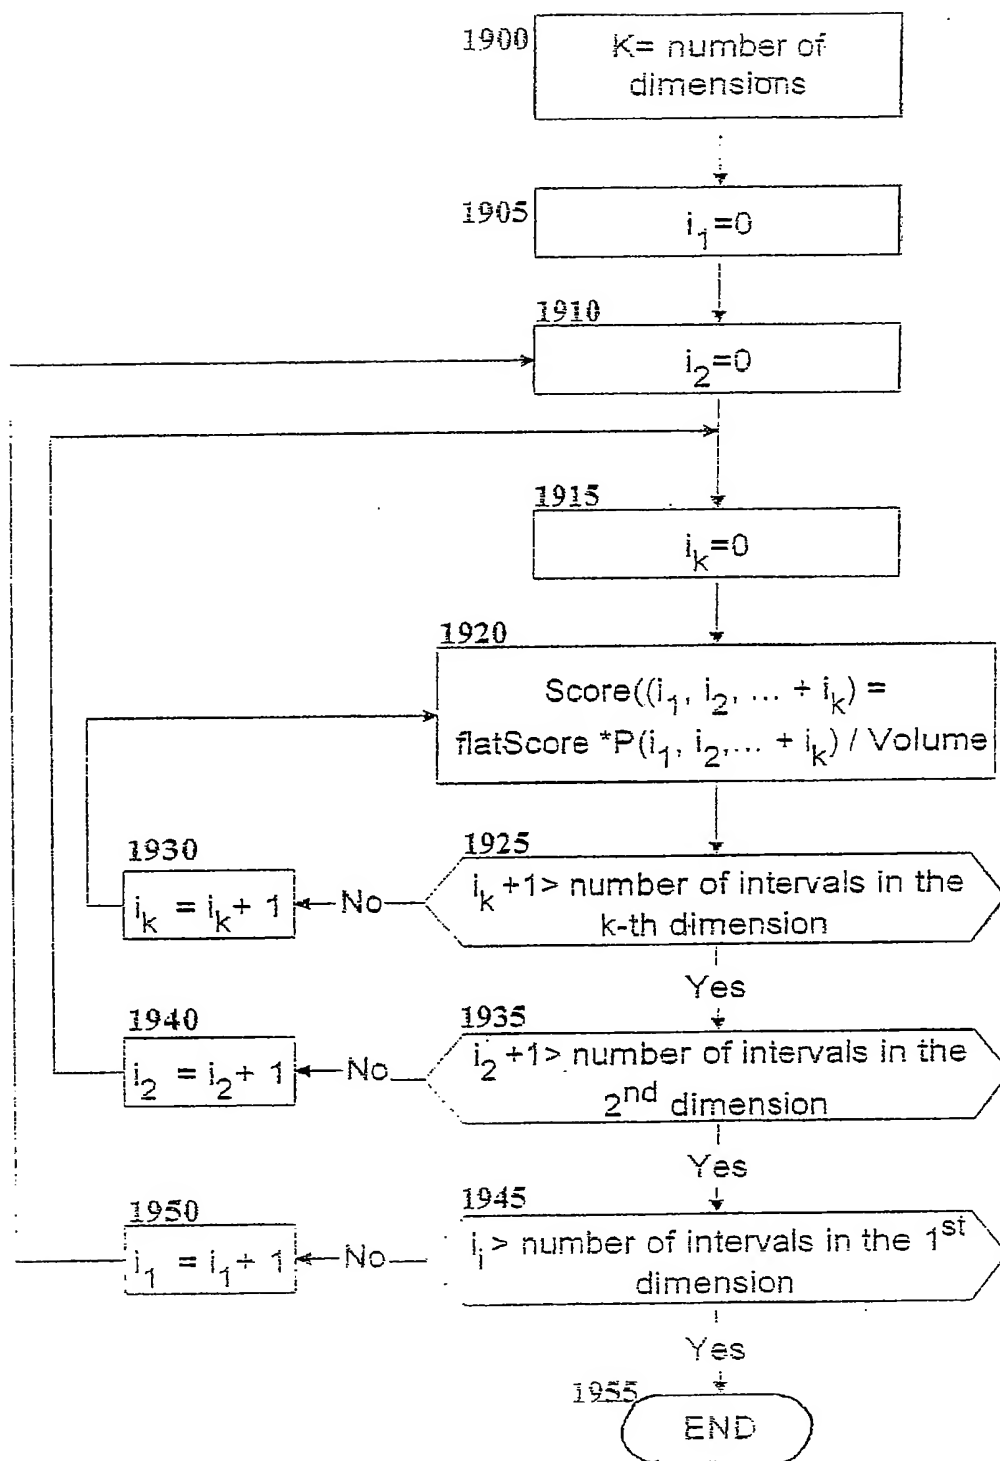 1900
K= number of
dimensions
1905
i₁=0
1910
i₂=0
1915
iₖ=0
1920
Score((i₁, i₂, ... + iₖ) =
flatScore *P(i₁, i₂,... + iₖ) / Volume
1925
iₖ +1> number of intervals in the
k-th dimension
No
1930
iₖ = iₖ+ 1
Yes
1935
i₂ +1> number of intervals in the
2ⁿᵈ dimension
No
1940
i₂ = i₂+ 1
Yes
1945
iᵢ > number of intervals in the 1ˢᵗ
dimension
No
1950
i₁ = i₁+ 1
Yes
1955
END